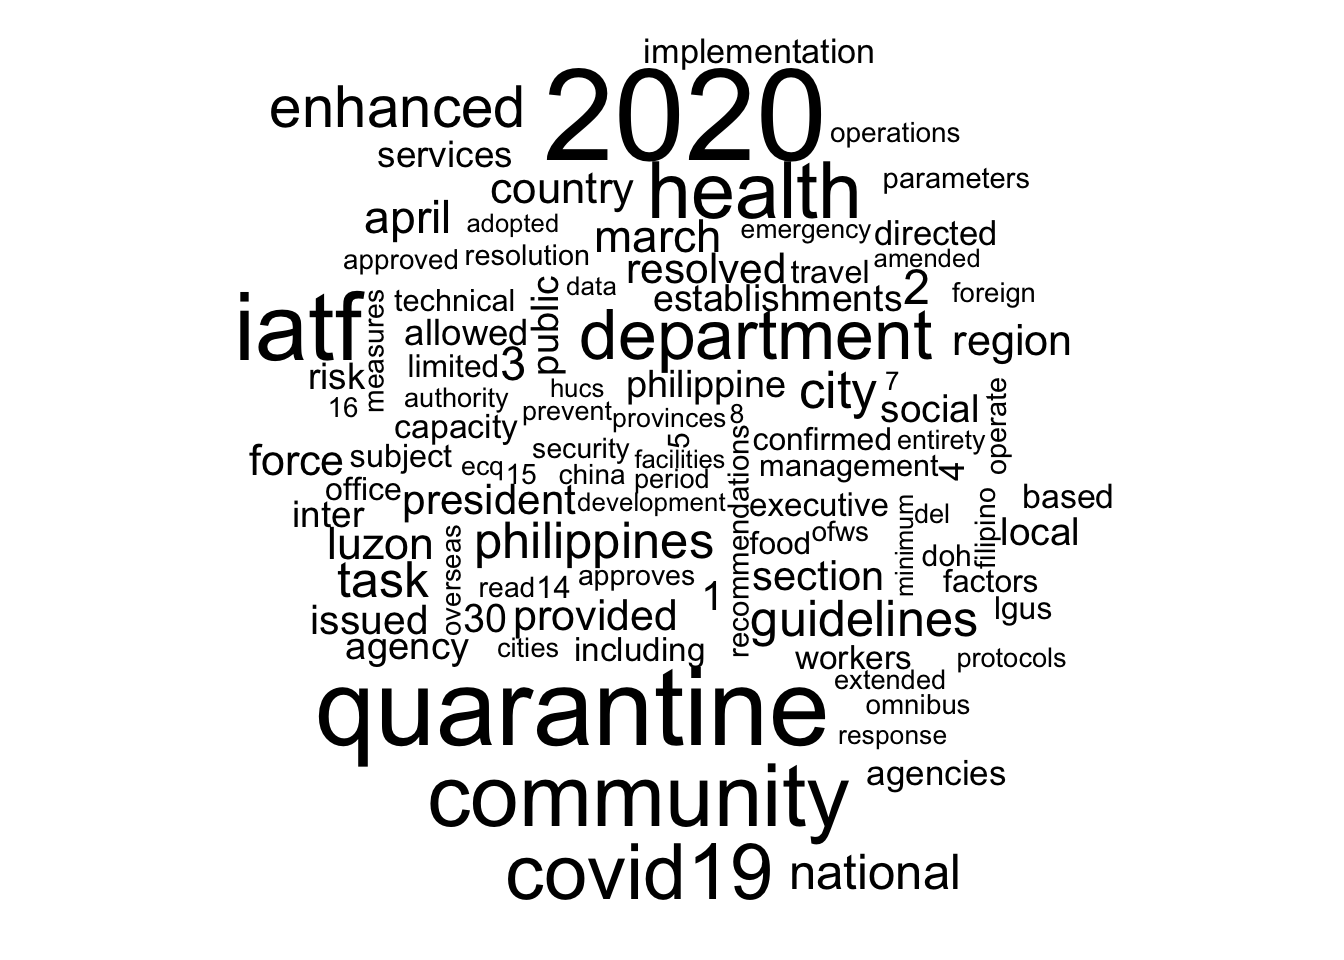 implementation
enhanced
2020
operations
services
country
health
parameters
april
adopted
march
emergency
directed
approved
resolution
resolved
travel
amended
technical
public
data
establishments
2
foreign
iatf
measures
allowed
department
region
limited
3
risk
philippine
city
7
16
authority
hucs
social
operate
capacity
prevent
provinces
8
confirmed
entirety
force
subject
security
5
recommendations
management
4
ecq
15
china
facilities
period
office
president
development
executive
based
inter
minimum
del
filipino
local
luzon
overseas
philippines
food
ofws
doh
task
read
14
approves
section
factors
issued
30
provided
1
guidelines
lgus
agency
cities
including
workers
protocols
quarantine
extended
omnibus
response
community
agencies
covid19
national